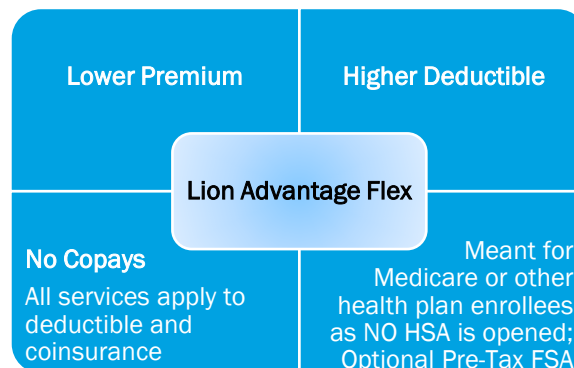 Lower Premium
Higher Deductible
Lion Advantage Flex
No Copays
All services apply to
deductible and
coinsurance
Meant for
Medicare or other
health plan enrollees
as NO HSA is opened;
Optional Pre-Tax FSA